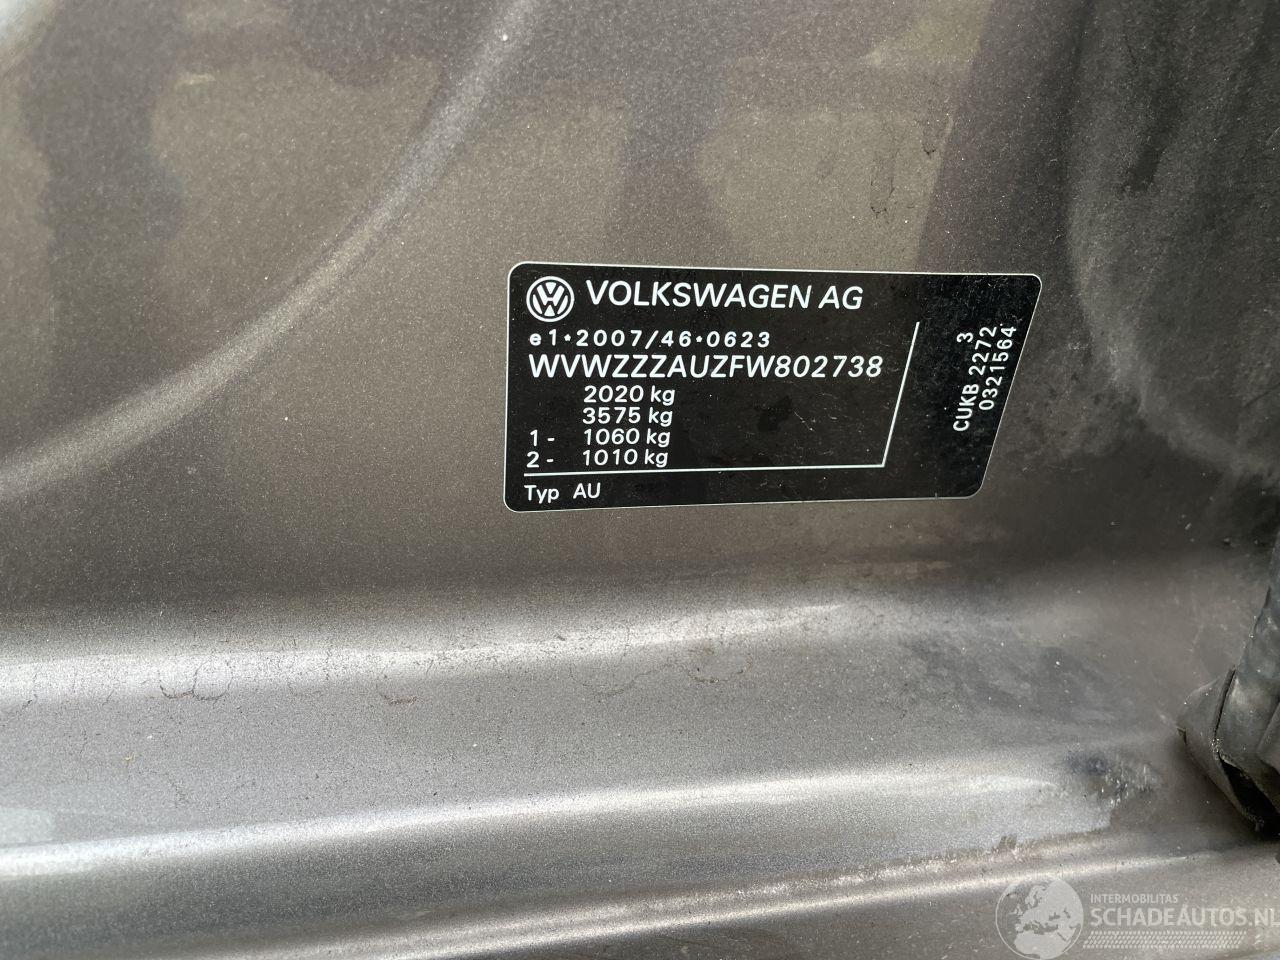 VOLKSWAGEN AG
e1*2007/46*0623
WVWZZZAUZFW802738
2020 kg
3575 kg
1- 1060 kg
2- 1010 kg
Typ AU
3
CUKB 2272
0321564
INTERMOBILITAS
SCHADEAUTOS.NL